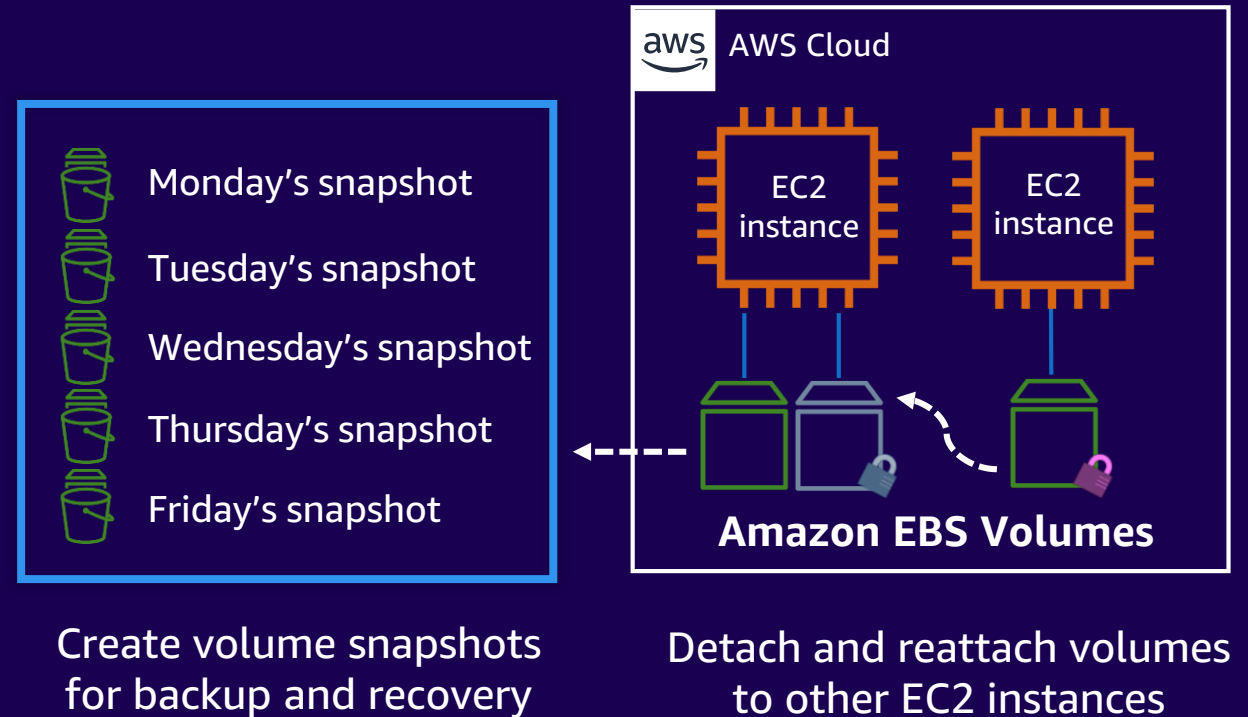 aws
AWS Cloud
Monday’s snapshot
Tuesday’s snapshot
Wednesday’s snapshot
Thursday’s snapshot
Friday’s snapshot
EC2
instance
EC2
instance
Amazon EBS Volumes
Create volume snapshots
for backup and recovery
Detach and reattach volumes
to other EC2 instances